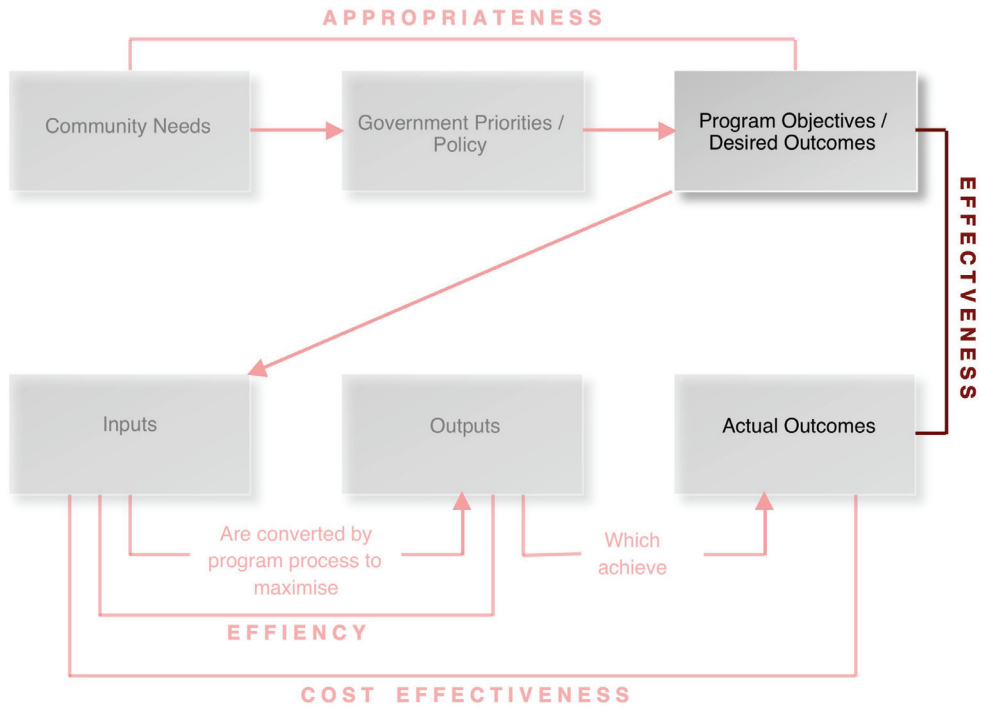 APPROPRIATENESS
Community Needs
Government Priorities /
Policy
Program Objectives /
Desired Outcomes
EFFECTVENESS
Inputs
Outputs
Actual Outcomes
Are converted by
program process to
maximise
Which
achieve
EFFIENCY
COST EFFECTIVENESS